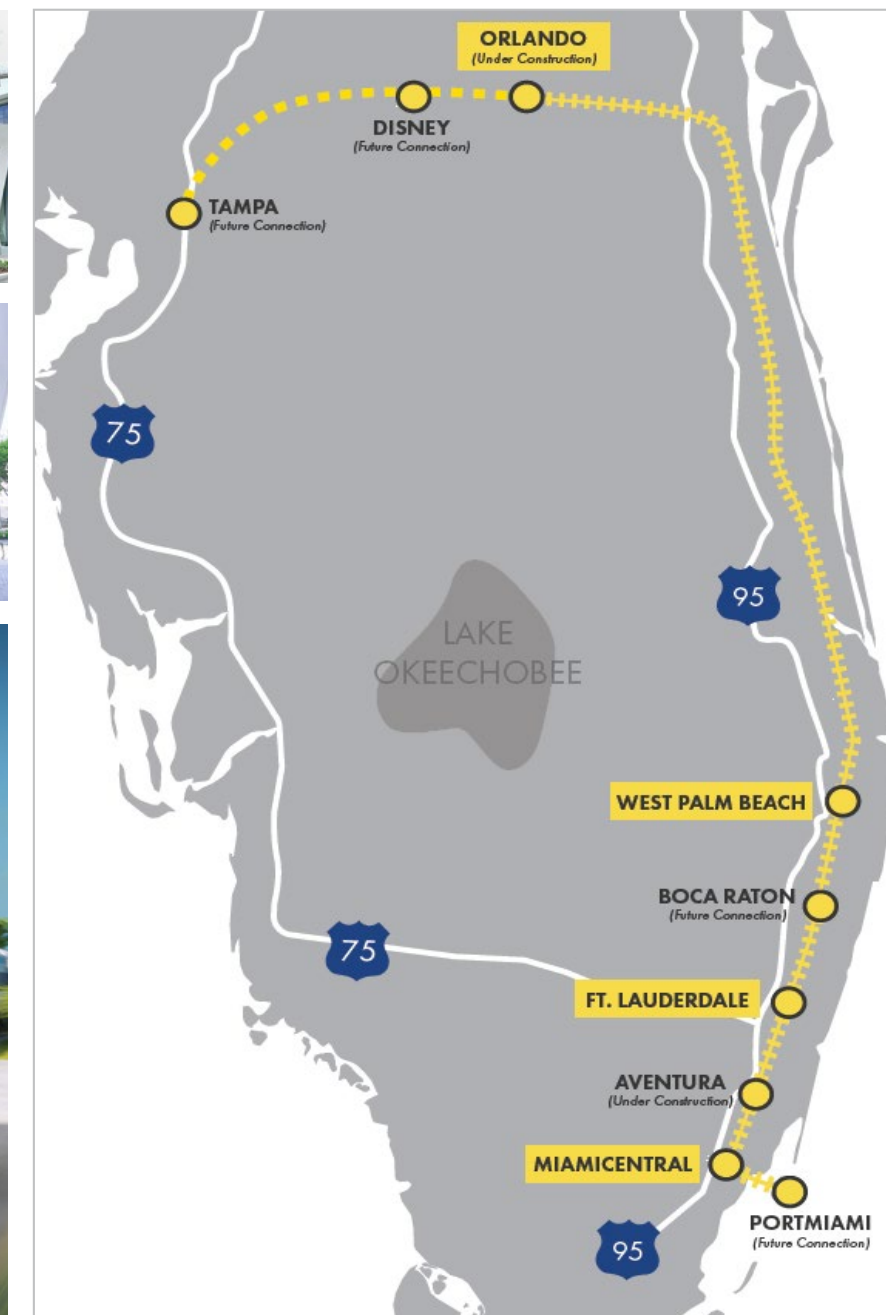 ORLANDO
(Under Construction)
DISNEY
(Future Connection)
TAMPA
(Future Connection)
75
95
LAKE
OKEECHOBEE
WEST PALM BEACH
BOCA RATON
(Future Connection)
75
FT. LAUDERDALE
AVENTURA
(Under Construction)
MIAMICENTRAL
PORTMIAMI
(Future Connection)
95